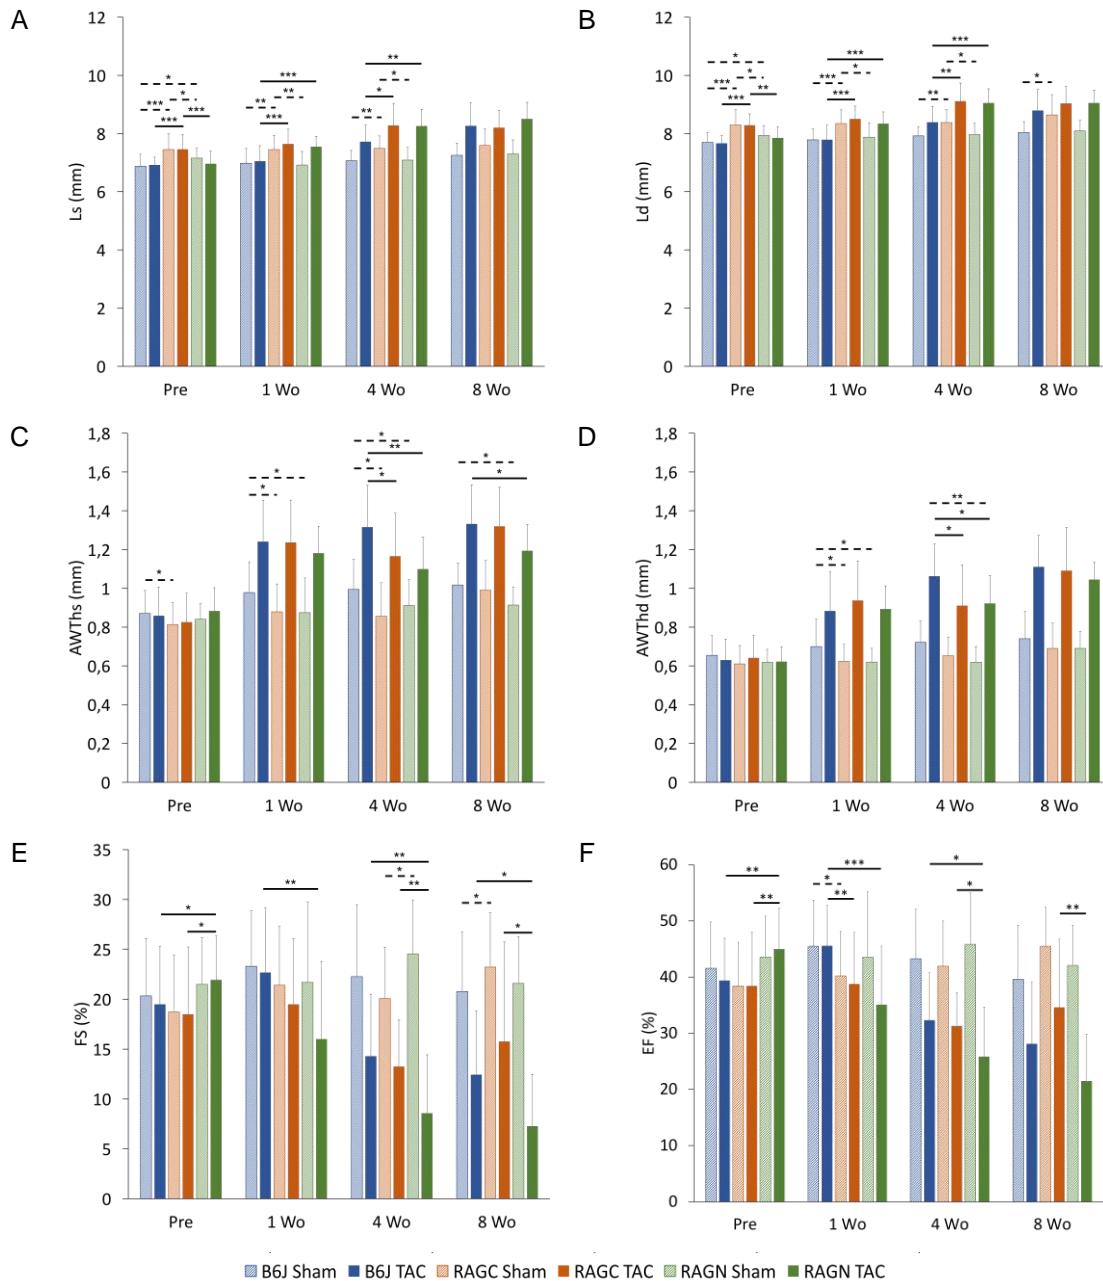 A
12
10
8
6
4
2
0
Ls (mm)
* *** * *** ***
*** ** ** ***
** * ** *
Pre 1 Wo 4 Wo 8 Wo
B
12
10
8
6
4
2
0
Ld (mm)
* *** * *** **
*** *** * ***
*** ** * **
*
Pre 1 Wo 4 Wo 8 Wo
C
1,8
1,6
1,4
1,2
1
0,8
0,6
0,4
0,2
0
AWThs (mm)
*
* *
* ** * *
* *
Pre 1 Wo 4 Wo 8 Wo
D
1,8
1,6
1,4
1,2
1
0,8
0,6
0,4
0,2
0
AWThd (mm)
* *
** * *
Pre 1 Wo 4 Wo 8 Wo
E
35
30
25
20
15
10
5
0
FS (%)
* *
**
** * **
* * *
Pre 1 Wo 4 Wo 8 Wo
F
60
50
40
30
20
10
0
EF (%)
** **
*** * **
* *
**
Pre 1 Wo 4 Wo 8 Wo
B6J Sham B6J TAC RAGC Sham RAGC TAC RAGN Sham RAGN TAC